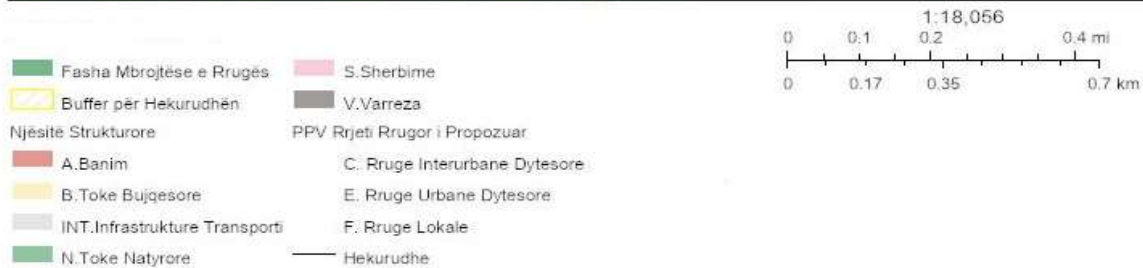 1:18,056
0 0.1 0.2 0.4 mi
0 0.17 0.35 0.7 km
Fasha Mbrojtëse e Rrugës
Buffer për Hekurudhën
Njësitë Strukturore
A.Banim
B.Toke Bujqesore
INT.Infrastrukture Transporti
N.Toke Natyrore
S.Sherbime
V.Varreza
PPV Rrjeti Rrugor i Propozuar
C. Rruge Interurbane Dytesore
E. Rruge Urbane Dytesore
F. Rruge Lokale
Hekurudhe